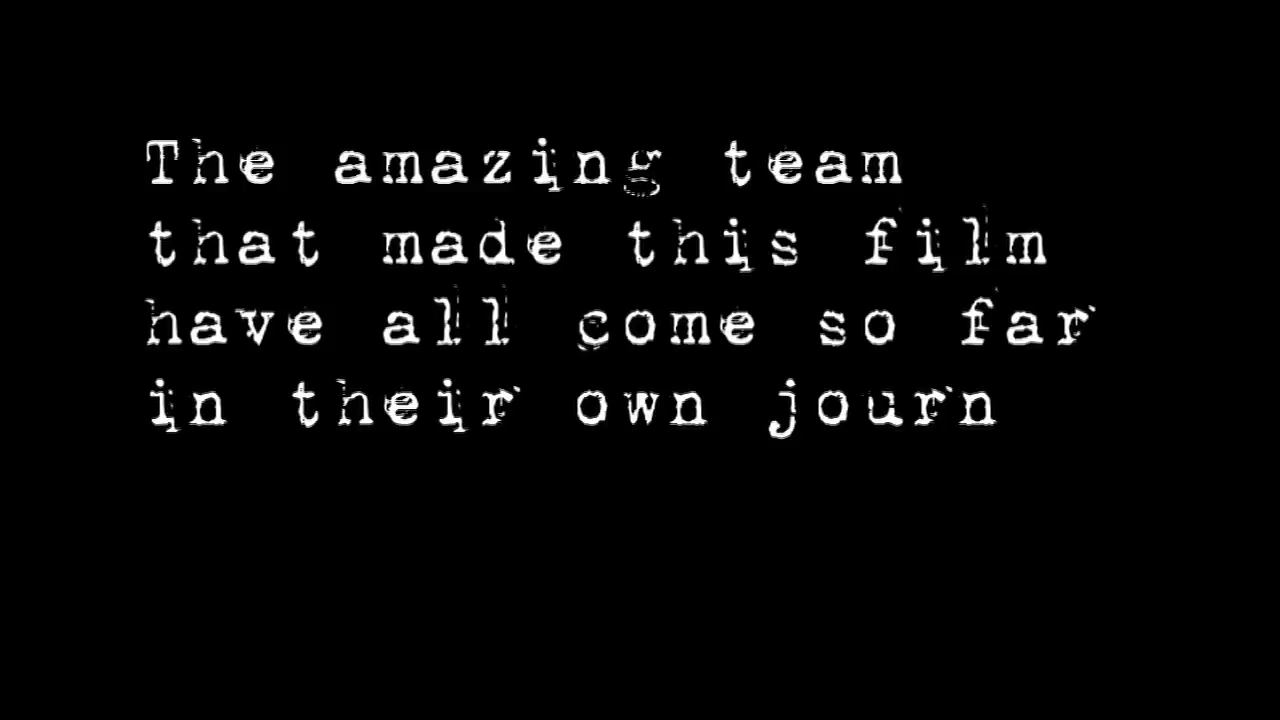 The amazing team
that made this film
have all come so far
in their own journ